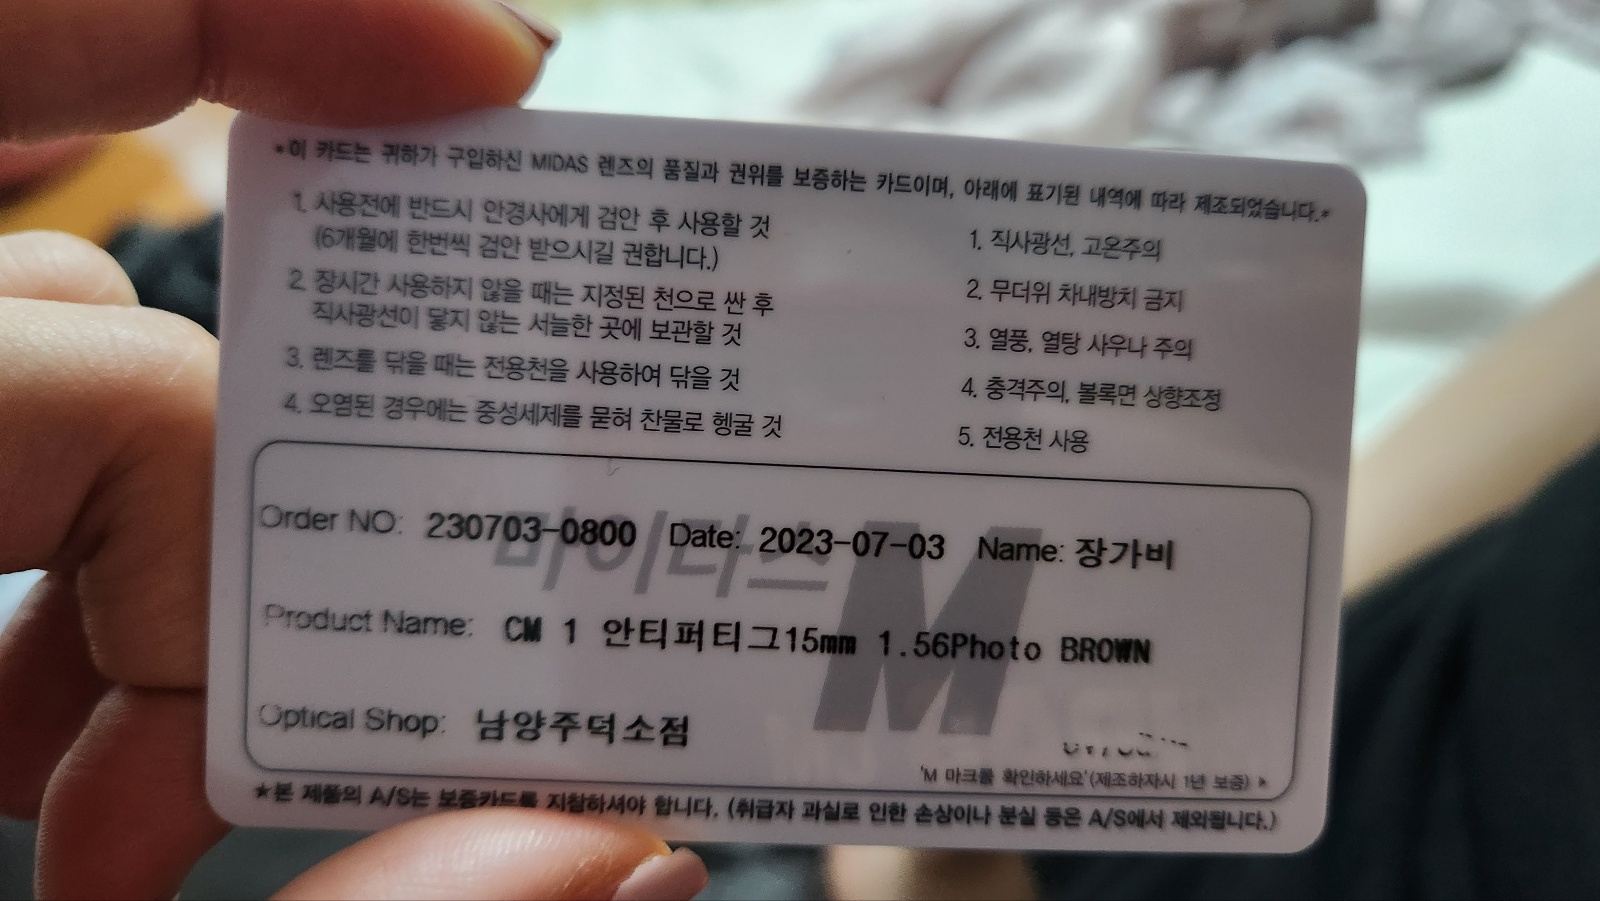 *이 카드는 귀하가 구입하신 MIDAS 렌즈의 품질과 권위를 보증하는 카드이며, 아래에 표기된 내역에 따라 제조되었습니다.*
1. 사용전에 반드시 안경사에게 검안 후 사용할 것
(6개월에 한번씩 검안 받으시길 권합니다.)
2. 장시간 사용하지 않을 때는 지정된 천으로 싼 후
직사광선이 닿지 않는 서늘한 곳에 보관할 것
3. 렌즈를 닦을 때는 전용천을 사용하여 닦을 것
4. 오염된 경우에는 중성세제를 묻혀 찬물로 헹굴 것
1. 직사광선, 고온주의
2. 무더위 차내방치 금지
3. 열풍, 열탕 사우나 주의
4. 충격주의, 볼록면 상향조정
5. 전용천 사용
마이다스 M
Order NO: 230703-0800 Date: 2023-07-03 Name: 장가비
Product Name: CM 1 안티퍼티그15mm 1.56Photo BROWN
Optical Shop: 남양주덕소점
'M 마크를 확인하세요'(제조하자시 1년 보증)
★본 제품의 A/S는 보증카드를 지참하셔야 합니다. (취급자 과실로 인한 손상이나 분실 등은 A/S에서 제외됩니다.)